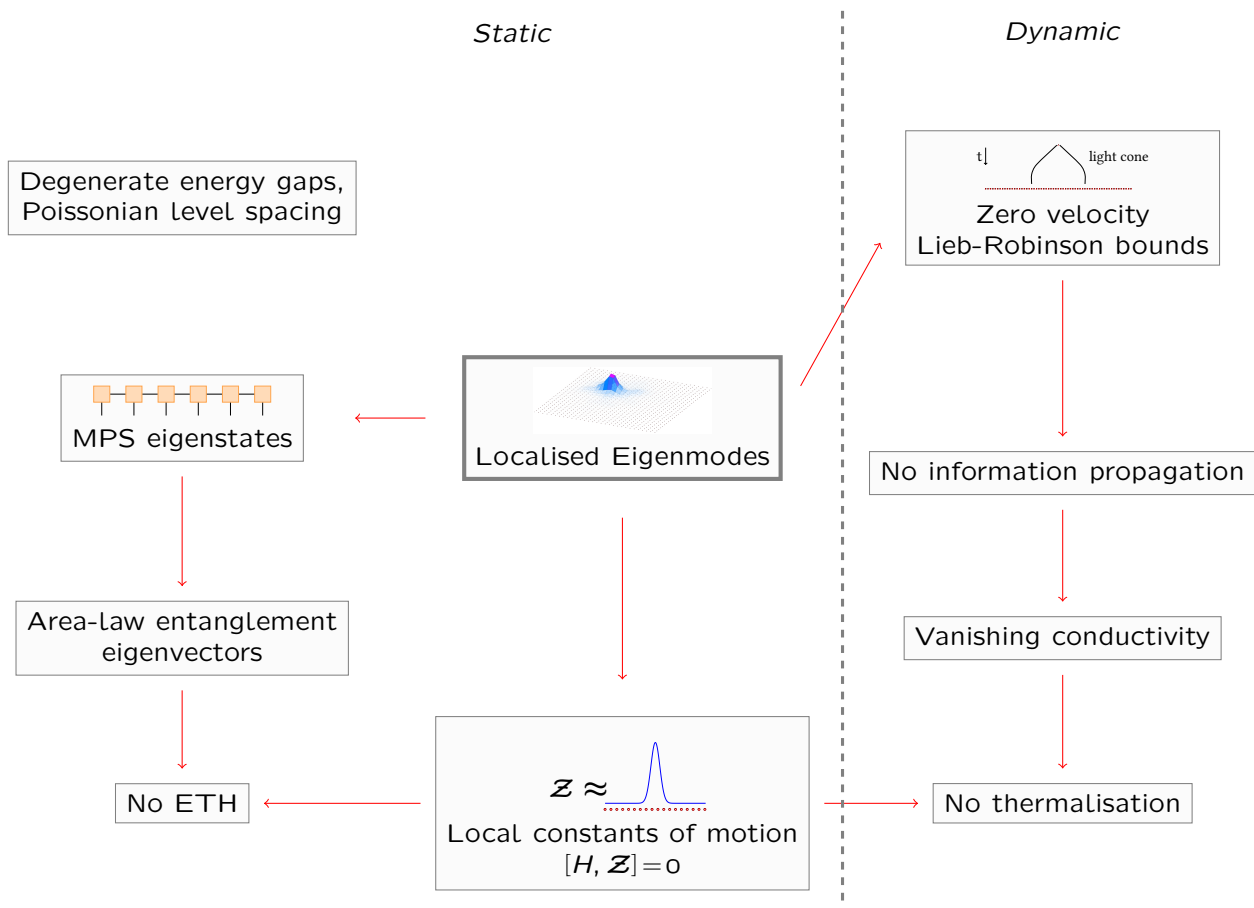 Static
Dynamic
Degenerate energy gaps,
Poissonian level spacing
t
light cone
Zero velocity
Lieb-Robinson bounds
MPS eigenstates
Localised Eigenmodes
No information propagation
Area-law entanglement
eigenvectors
Vanishing conductivity
No ETH
𝒵 ≈
Local constants of motion
[H, 𝒵] = 0
No thermalisation